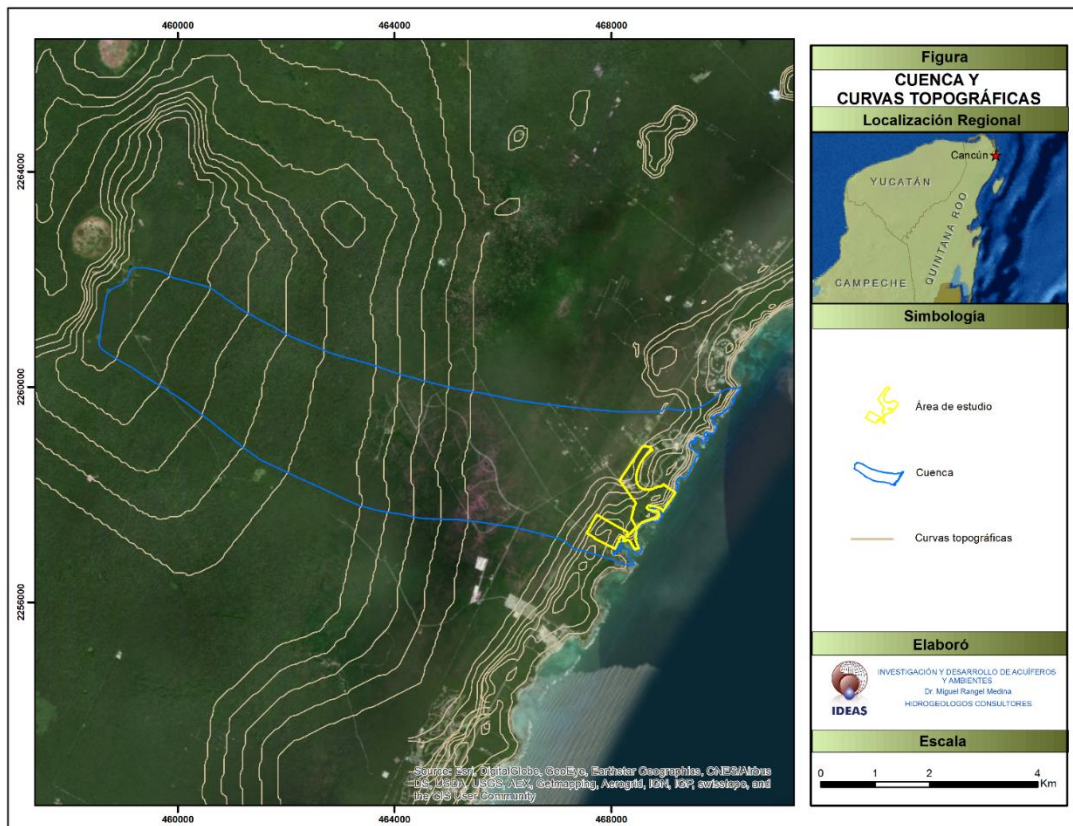 460000
464000
468000
2264000
2260000
2256000
460000
464000
468000
Source: Esri, DigitalGlobe, GeoEye, Earthstar Geographics, CNES/Airbus
DS, USDA, USGS, AEX, Getmapping, Aerogrid, IGN, IGP, swisstopo, and
the GIS User Community
Figura
CUENCA Y
CURVAS TOPOGRÁFICAS
Localización Regional
Cancún
YUCATÁN
QUINTANA ROO
CAMPECHE
Simbología
Área de estudio
Cuenca
Curvas topográficas
Elaboró
IDEAS
INVESTIGACIÓN Y DESARROLLO DE ACUÍFEROS
Y AMBIENTES
Dr. Miguel Rangel Medina
HIDROGEOLOGOS CONSULTORES
Escala
0 1 2 4
Km